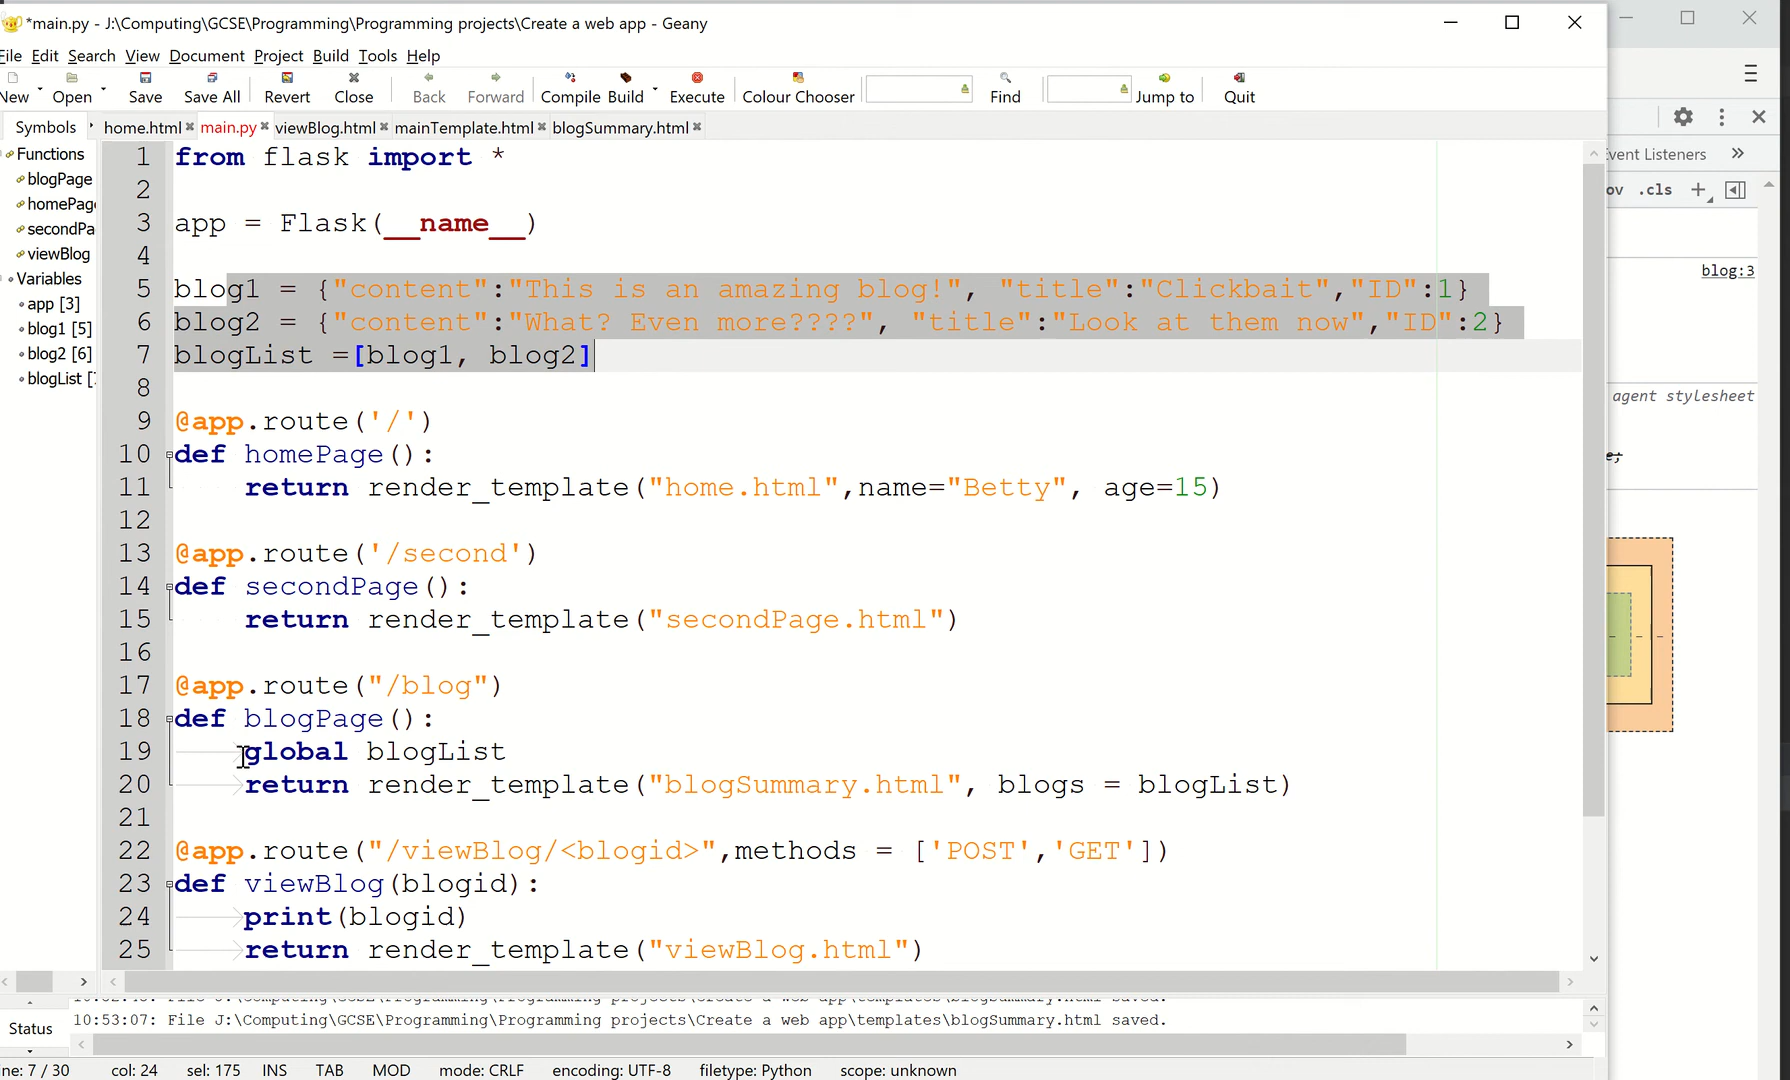 *main.py - J:\Computing\GCSE\Programming\Programming projects\Create a web app - Geany
File Edit Search View Document Project Build Tools Help
New Open Save Save All Revert Close Back Forward Compile Build Execute Colour Chooser Find Jump to Quit
Symbols home.html main.py viewBlog.html mainTemplate.html blogSummary.html
Functions
blogPage
homePage
secondPa
viewBlog
Variables
app [3]
blog1 [5]
blog2 [6]
blogList [7
1 from flask import *
2
3 app = Flask(__name__)
4
5 blog1 = {"content":"This is an amazing blog!", "title":"Clickbait","ID":1}
6 blog2 = {"content":"What? Even more????", "title":"Look at them now","ID":2}
7 blogList =[blog1, blog2]
8
9 @app.route('/')
10 def homePage():
11 return render_template("home.html",name="Betty", age=15)
12
13 @app.route('/second')
14 def secondPage():
15 return render_template("secondPage.html")
16
17 @app.route("/blog")
18 def blogPage():
19 global blogList
20 return render_template("blogSummary.html", blogs = blogList)
21
22 @app.route("/viewBlog/<blogid>",methods = ['POST','GET'])
23 def viewBlog(blogid):
24 print(blogid)
25 return render_template("viewBlog.html")
Event Listeners
ov .cls
blog:3
agent stylesheet
e;
Status
10:53:07: File J:\Computing\GCSE\Programming\Programming projects\Create a web app\templates\blogSummary.html saved.
ine: 7 / 30 col: 24 sel: 175 INS TAB MOD mode: CRLF encoding: UTF-8 filetype: Python scope: unknown